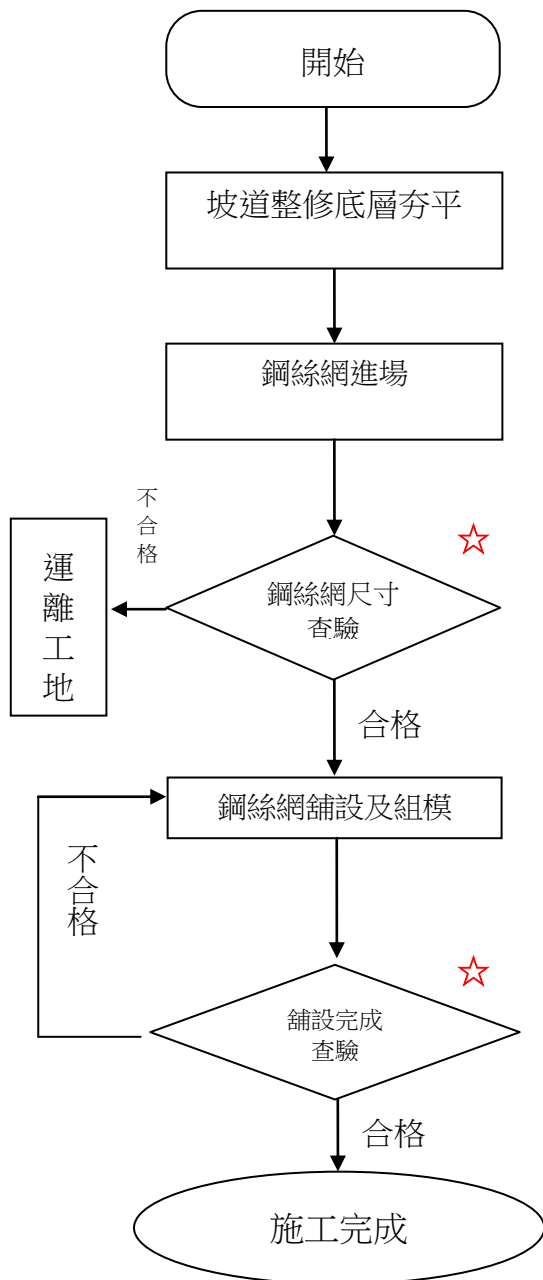 開始
坡道整修底層夯平
鋼絲網進場
不合格
運離工地
鋼絲網尺寸
查驗
合格
鋼絲網舖設及組模
不合格
舖設完成
查驗
合格
施工完成